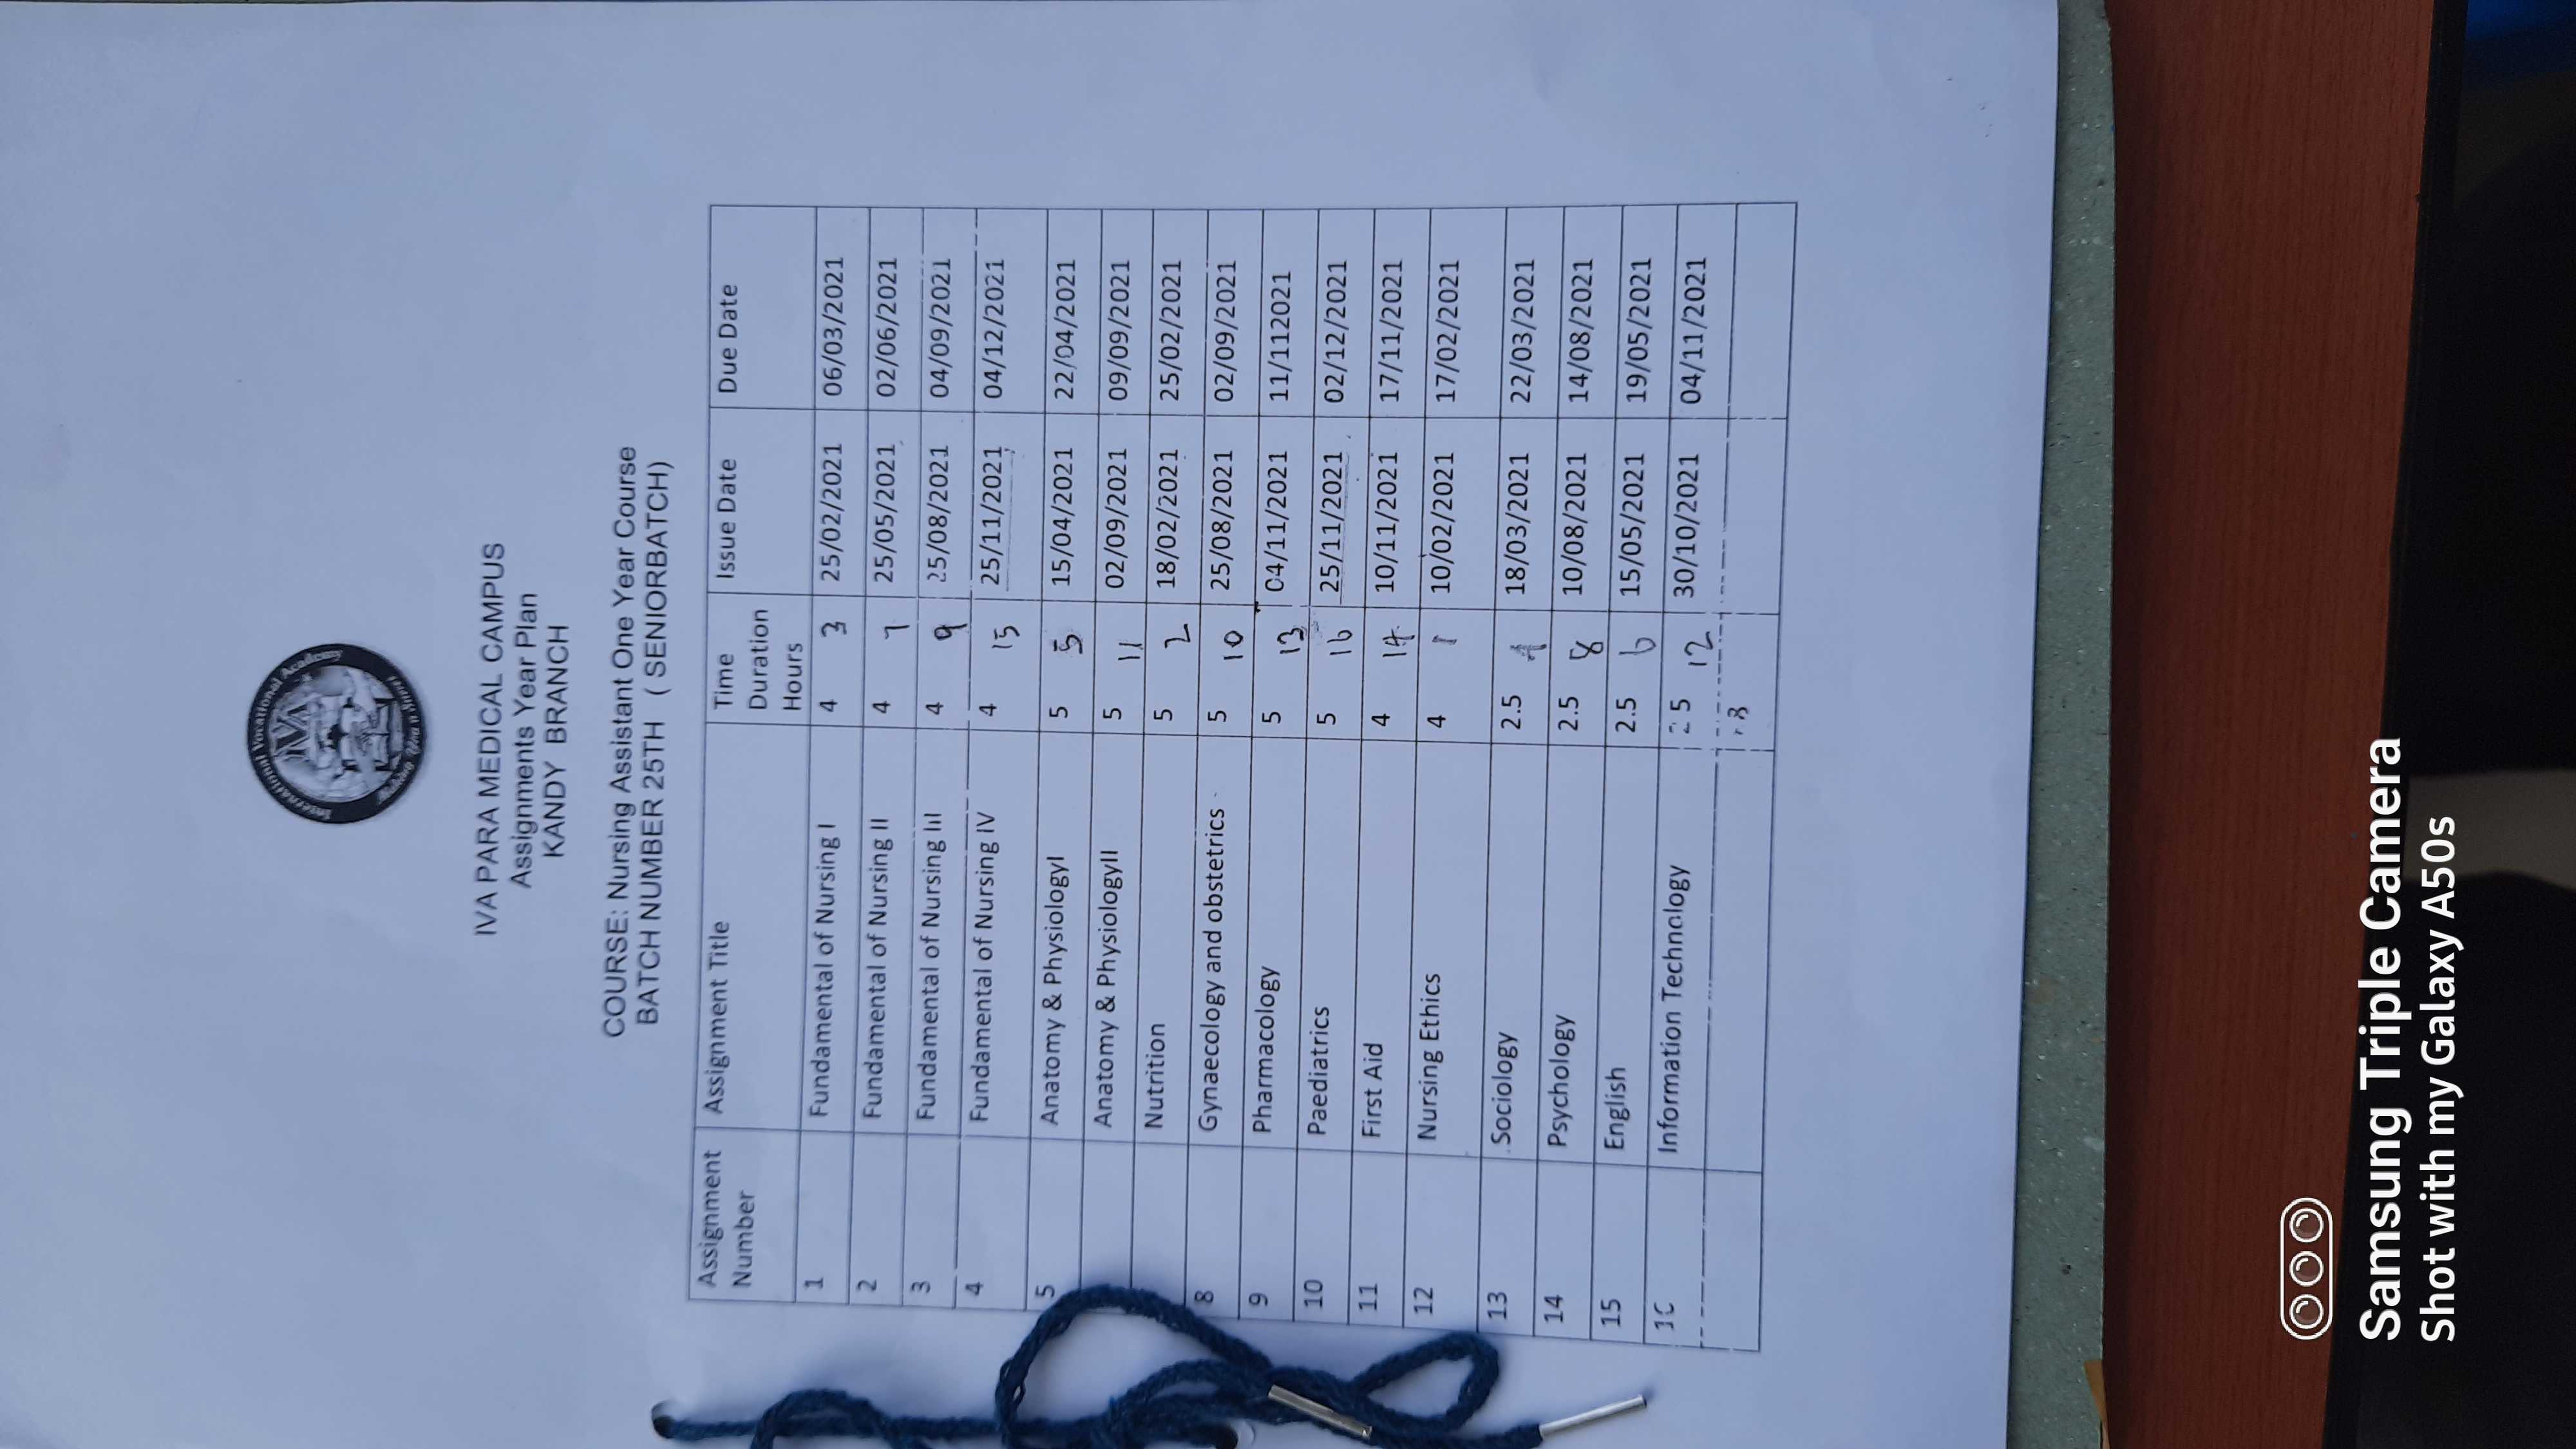 International Vocational Academy
IVA
IVA PARA MEDICAL CAMPUS
Assignments Year Plan
KANDY BRANCH
COURSE: Nursing Assistant One Year Course
BATCH NUMBER 25TH ( SENIORBATCH)
Assignment Number Assignment Title Time Duration Hours Issue Date Due Date
1 Fundamental of Nursing I 4 3 25/02/2021 06/03/2021
2 Fundamental of Nursing II 4 7 25/05/2021 02/06/2021
3 Fundamental of Nursing III 4 9 25/08/2021 04/09/2021
4 Fundamental of Nursing IV 4 15 25/11/2021 04/12/2021
5 Anatomy & PhysiologyI 5 5 15/04/2021 22/04/2021
Anatomy & PhysiologyII 5 11 02/09/2021 09/09/2021
Nutrition 5 2 18/02/2021 25/02/2021
8 Gynaecology and obstetrics 5 10 25/08/2021 02/09/2021
9 Pharmacology 5 13 04/11/2021 11/112021
10 Paediatrics 5 16 25/11/2021 02/12/2021
11 First Aid 4 14 10/11/2021 17/11/2021
12 Nursing Ethics 4 1 10/02/2021 17/02/2021
13 Sociology 2.5 18/03/2021 22/03/2021
14 Psychology 2.5 8 10/08/2021 14/08/2021
15 English 2.5 6 15/05/2021 19/05/2021
Information Technology 2.5 12 30/10/2021 04/11/2021
Samsung Triple Camera
Shot with my Galaxy A50s